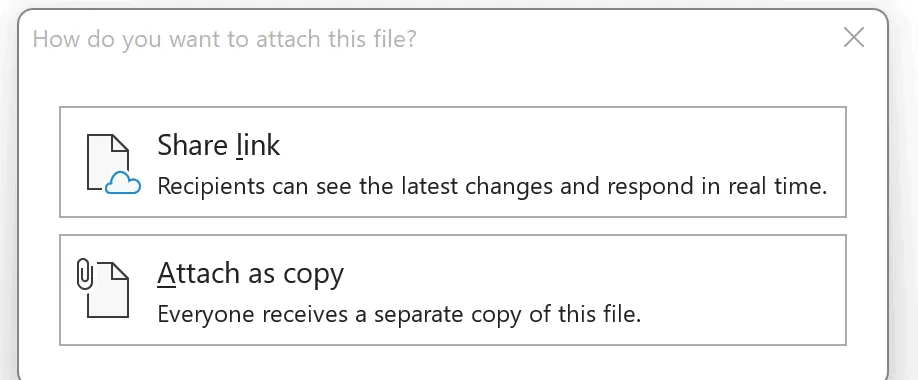 How do you want to attach this file?
Share link
Recipients can see the latest changes and respond in real time.
Attach as copy
Everyone receives a separate copy of this file.